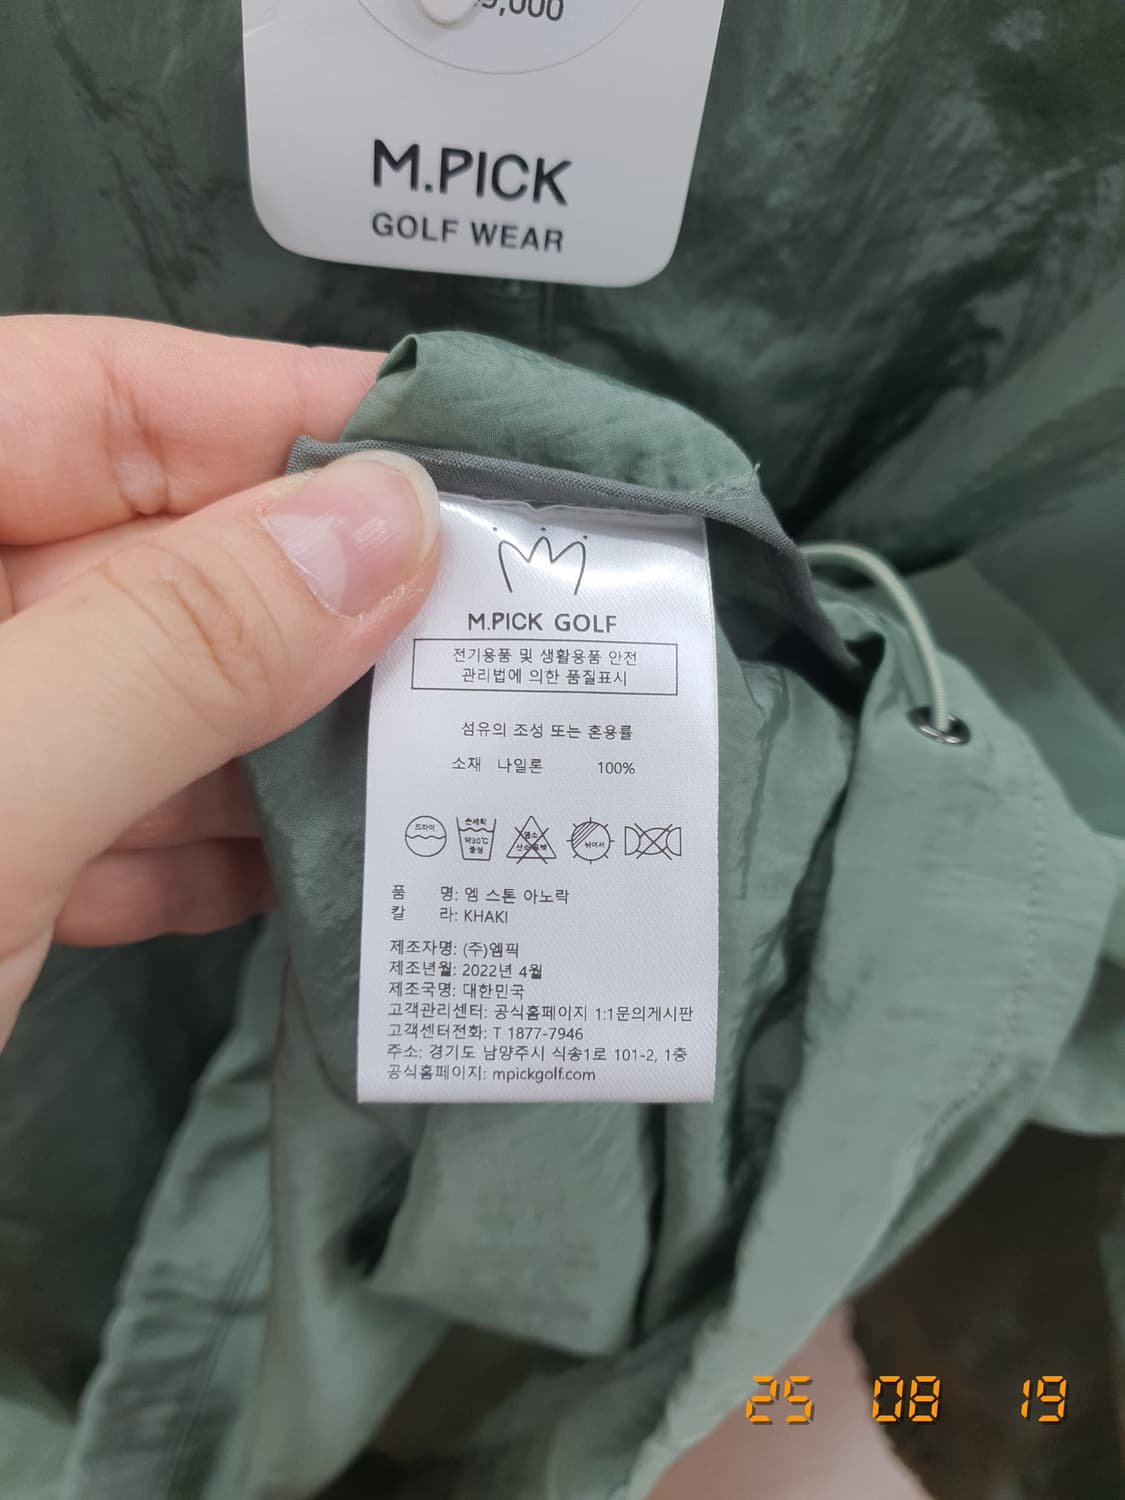 9,000
M.PICK
GOLF WEAR
M.PICK GOLF
전기용품 및 생활용품 안전
관리법에 의한 품질표시
섬유의 조성 또는 혼용률
소재 나일론 100%
드라이 손세탁 약30℃ 중성 염소 산소표백 뉘어서
품 명: 엠 스톤 아노락
칼 라: KHAKI
제조자명: (주)엠픽
제조년월: 2022년 4월
제조국명: 대한민국
고객관리센터: 공식홈페이지 1:1문의게시판
고객센터전화: T 1877-7946
주소: 경기도 남양주시 식송1로 101-2, 1층
공식홈페이지: mpickgolf.com
25 08 19